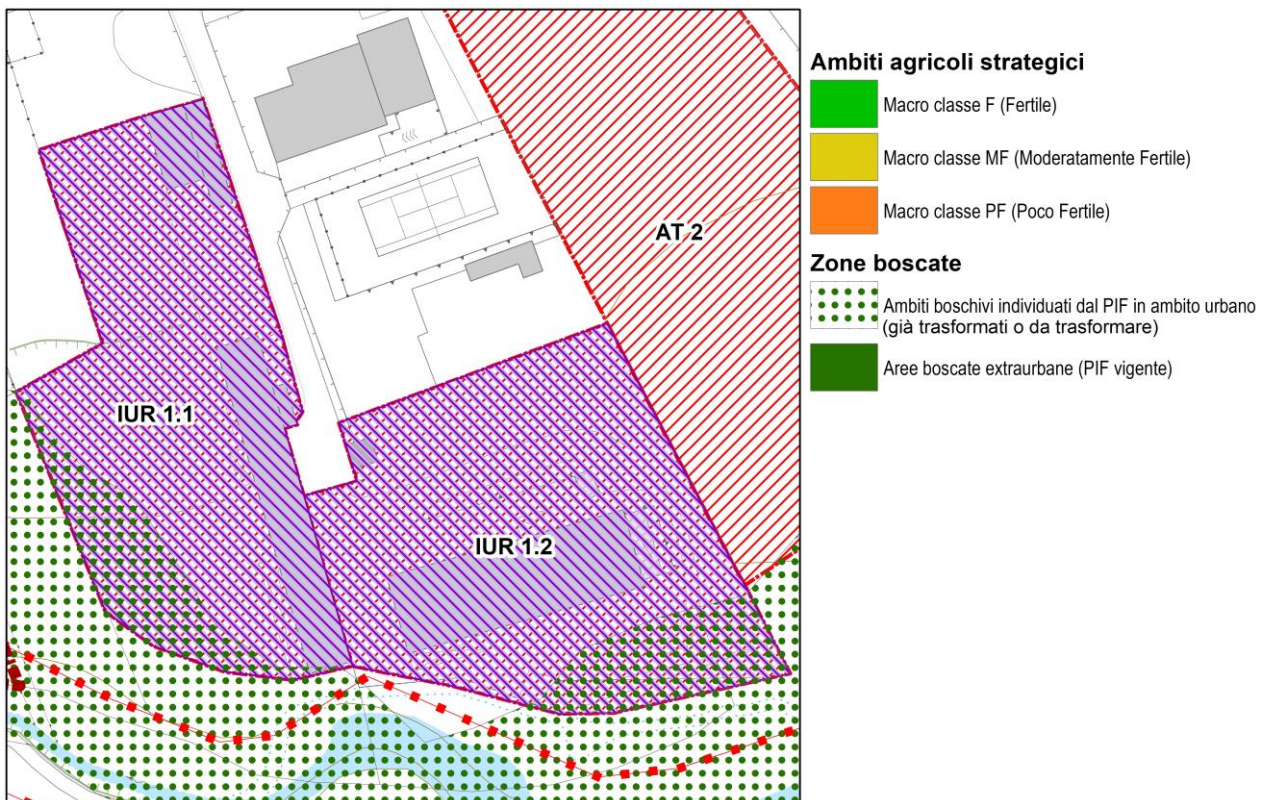 AT 2
IUR 1.1
IUR 1.2
Ambiti agricoli strategici
Macro classe F (Fertile)
Macro classe MF (Moderatamente Fertile)
Macro classe PF (Poco Fertile)
Zone boscate
Ambiti boschivi individuati dal PIF in ambito urbano
(già trasformati o da trasformare)
Aree boscate extraurbane (PIF vigente)